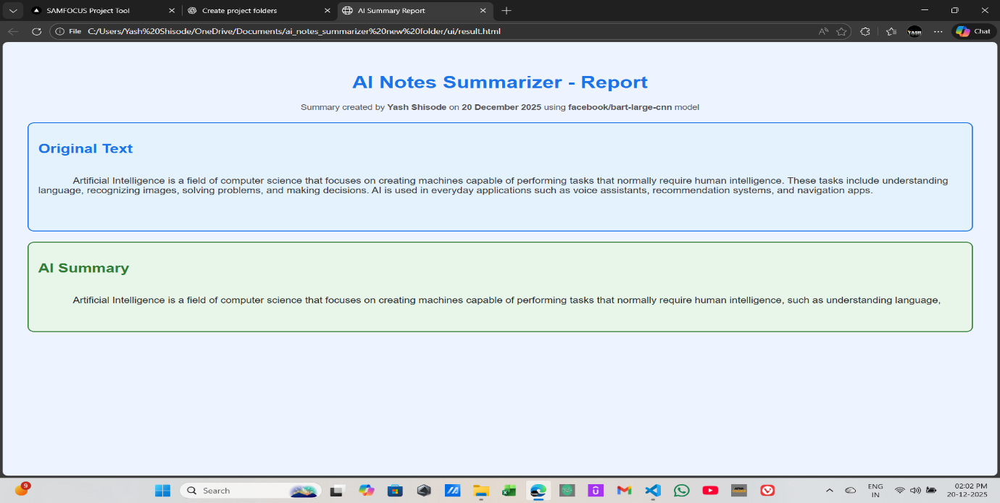 SAMFOCUS Project Tool
Create project folders
AI Summary Report
File C:/Users/Yash%20Shisode/OneDrive/Documents/ai_notes_summarizer%20new%20folder/ui/result.html
YASH
Chat
AI Notes Summarizer - Report
Summary created by Yash Shisode on 20 December 2025 using facebook/bart-large-cnn model
Original Text
Artificial Intelligence is a field of computer science that focuses on creating machines capable of performing tasks that normally require human intelligence. These tasks include understanding
language, recognizing images, solving problems, and making decisions. AI is used in everyday applications such as voice assistants, recommendation systems, and navigation apps.
AI Summary
Artificial Intelligence is a field of computer science that focuses on creating machines capable of performing tasks that normally require human intelligence, such as understanding language,
9
Search
ENG
IN
02:02 PM
20-12-2025